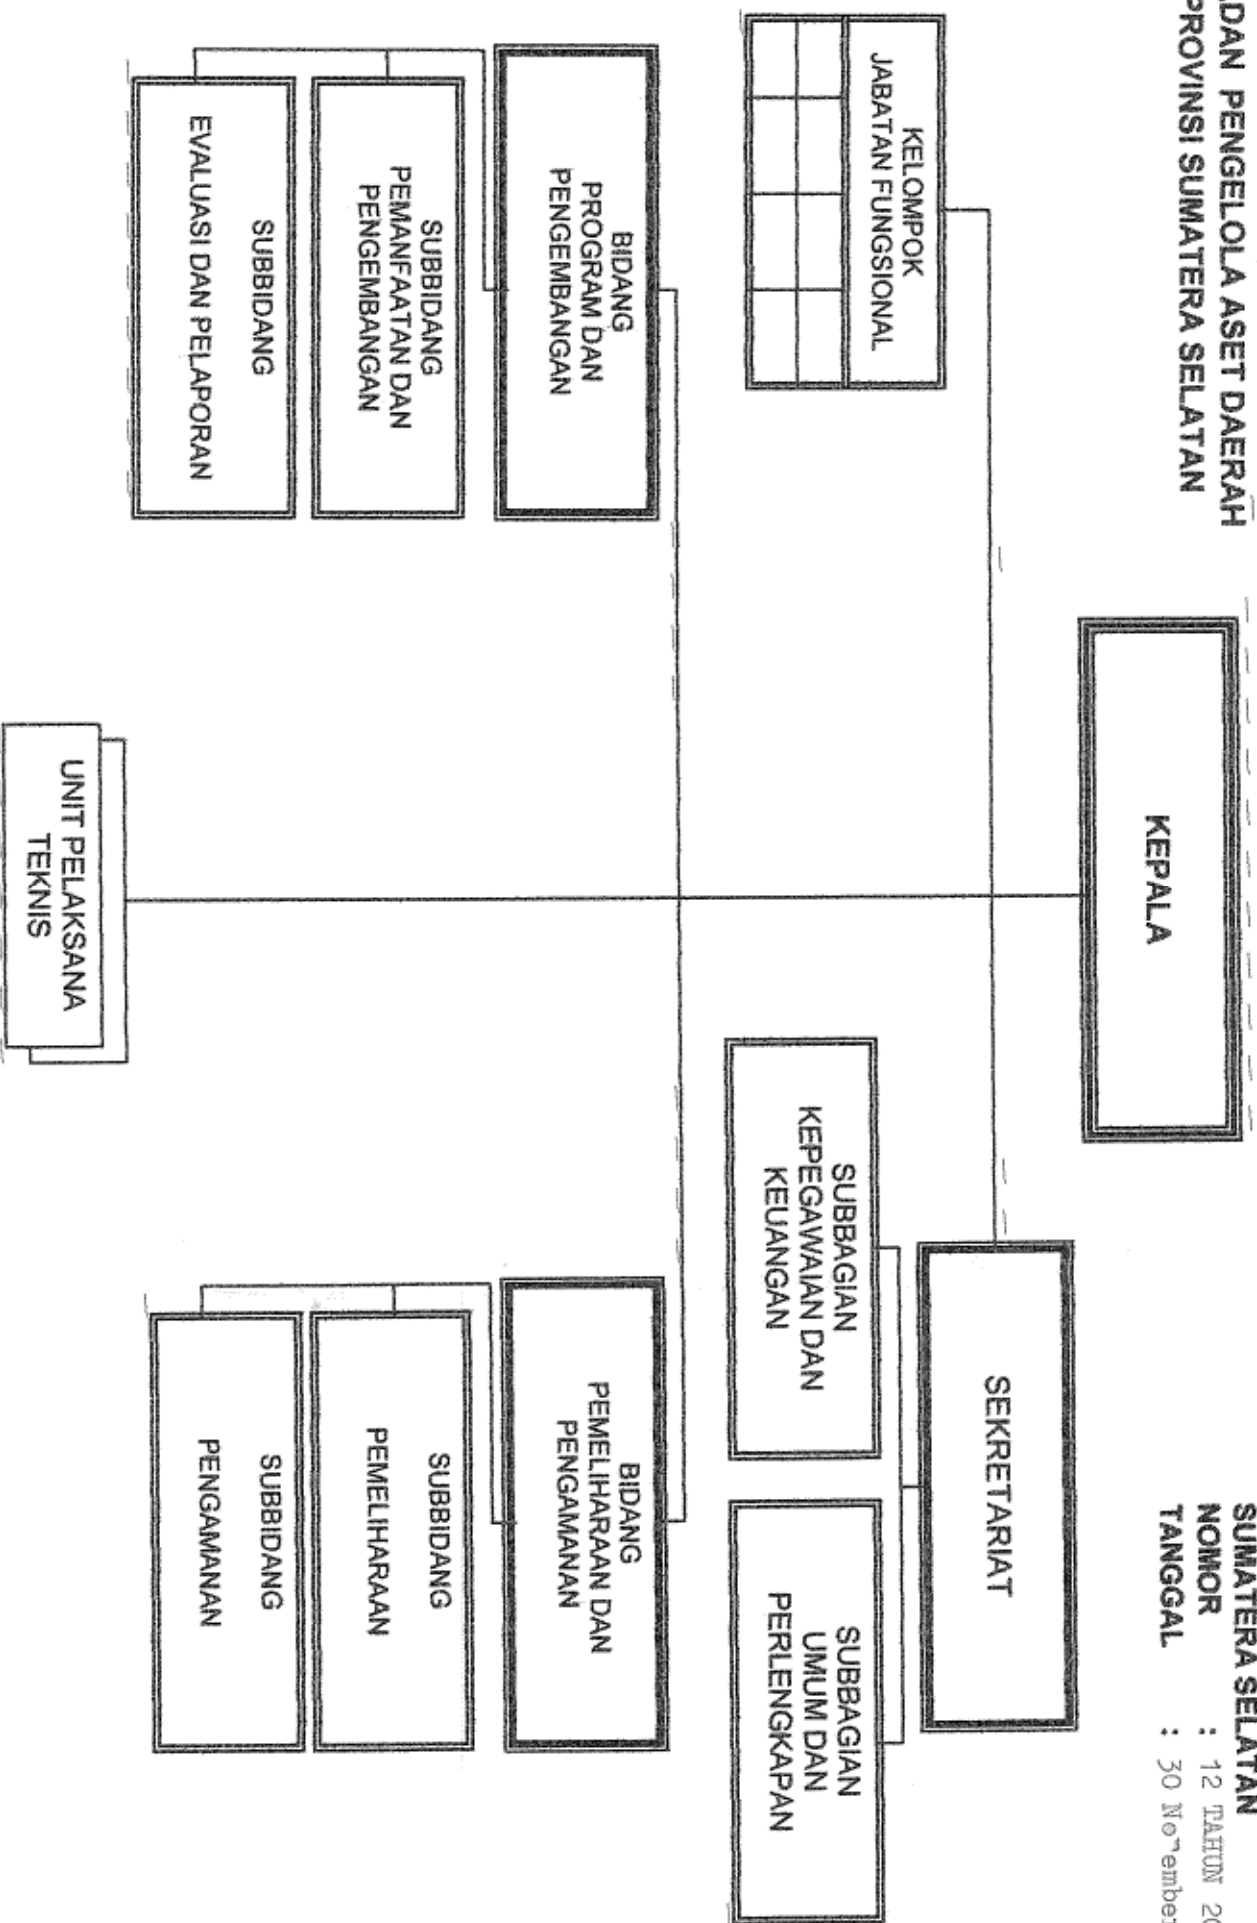 PENGELOLA ASET DAERAH
PROVINSI SUMATERA SELATAN
SUMATERA SELATAN
NOMOR : 12 TAHUN
TANGGAL : 30
KEPALA
SEKRETARIAT
KELOMPOK
JABATAN FUNGSIONAL
SUBBAGIAN
KEPEGAWAIAN DAN
KEUANGAN
SUBBAGIAN
UMUM DAN
PERLENGKAPAN
BIDANG
PROGRAM DAN
PENGEMBANGAN
SUBBIDANG
PEMANFAATAN DAN
PENGEMBANGAN
SUBBIDANG
EVALUASI DAN PELAPORAN
BIDANG
PEMELIHARAAN DAN
PENGAMANAN
SUBBIDANG
PEMELIHARAAN
SUBBIDANG
PENGAMANAN
UNIT PELAKSANA
TEKNIS